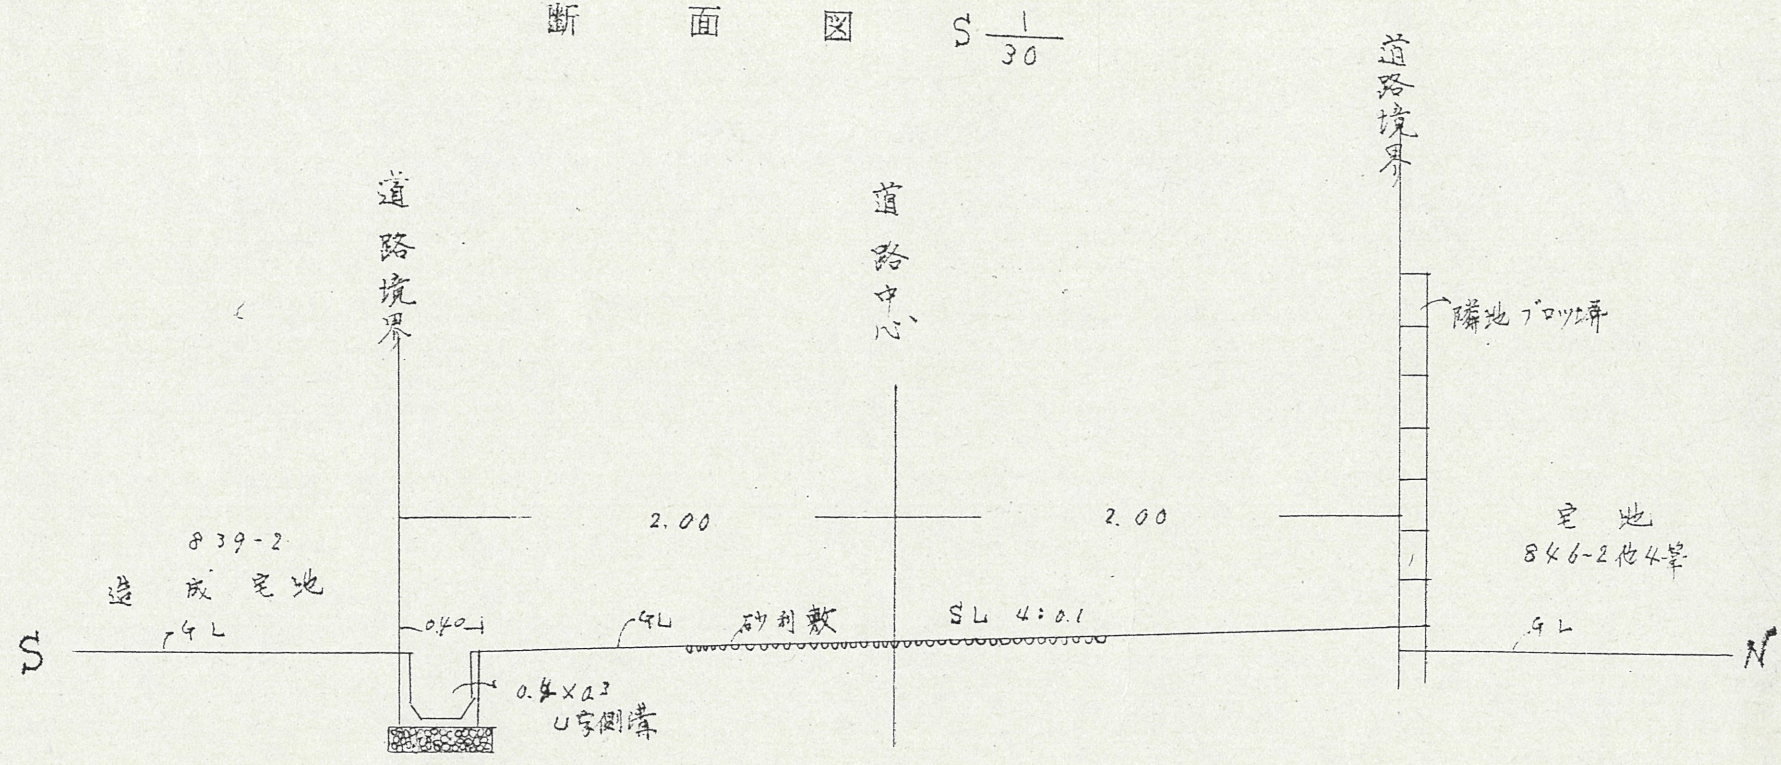 断面図 S 1/30
道路境界
道路中心
道路境界
隣地ブロック塀
2.00
2.00
839-2
造成宅地
GL
0.40
GL
砂利敷
SL 4:0.1
宅地
846-2他4筆
GL
S
N
U字側溝